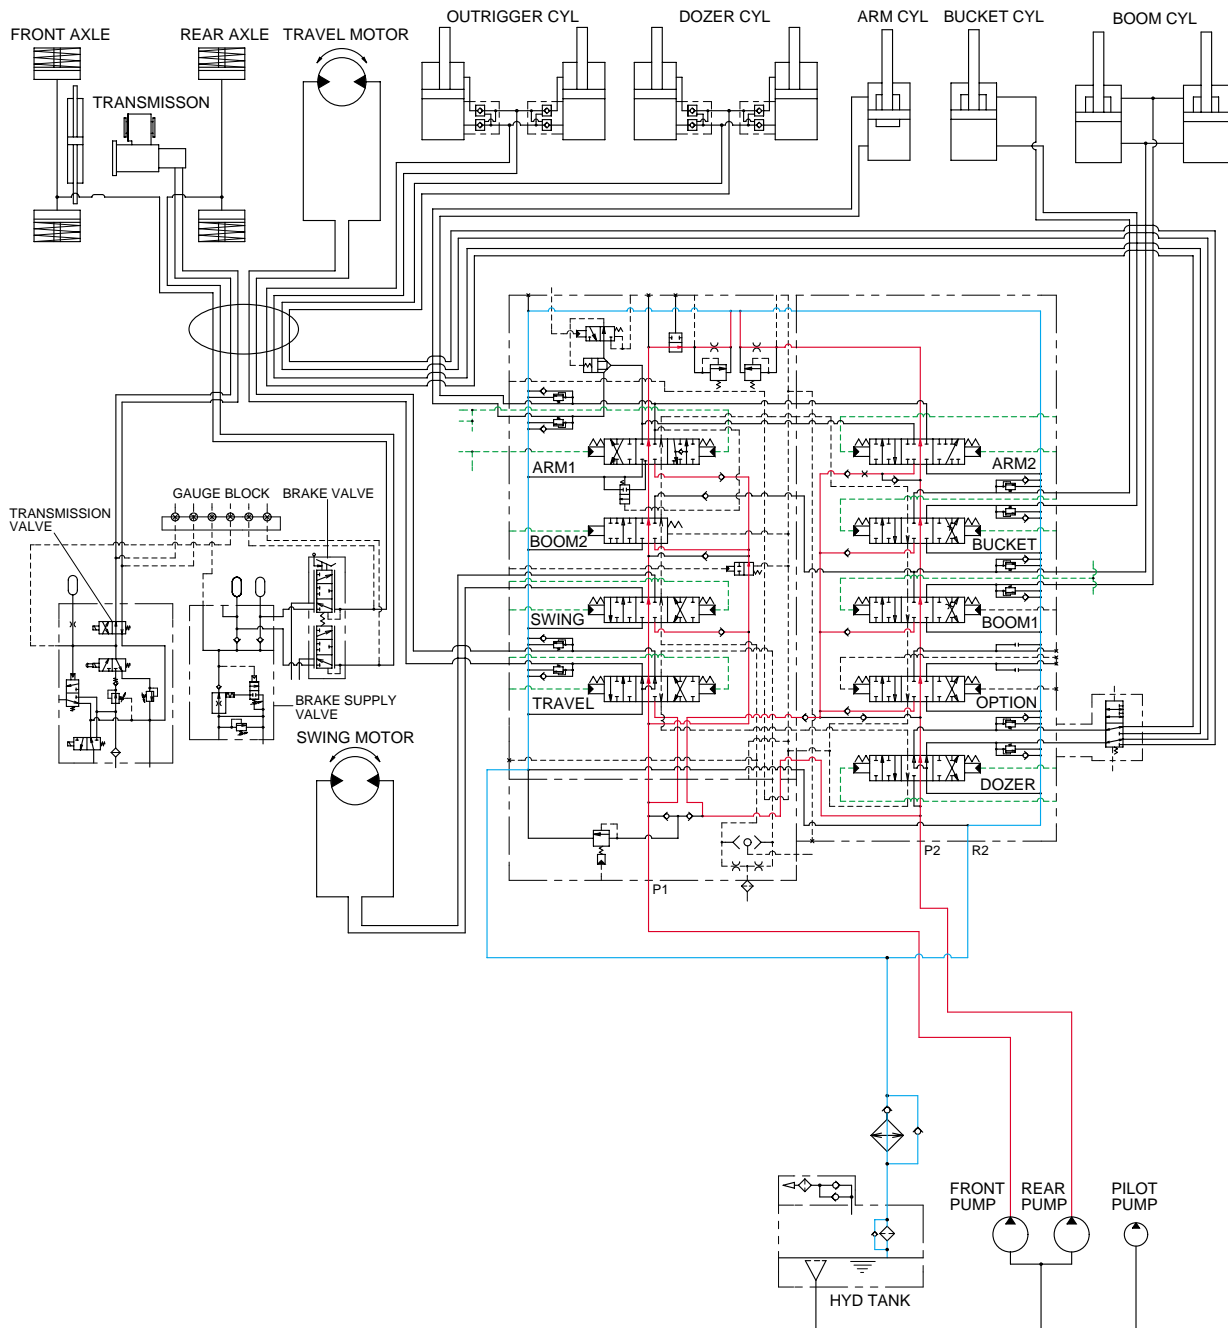 OUTRIGGER CYL
DOZER CYL
ARM CYL
BUCKET CYL
BOOM CYL
FRONT AXLE
REAR AXLE
TRAVEL MOTOR
TRANSMISSON
ARM1
ARM2
GAUGE BLOCK
BRAKE VALVE
TRANSMISSION
VALVE
BOOM2
BUCKET
SWING
BOOM1
TRAVEL
OPTION
BRAKE SUPPLY
VALVE
SWING MOTOR
DOZER
P2
R2
P1
FRONT
PUMP
REAR
PUMP
PILOT
PUMP
HYD TANK